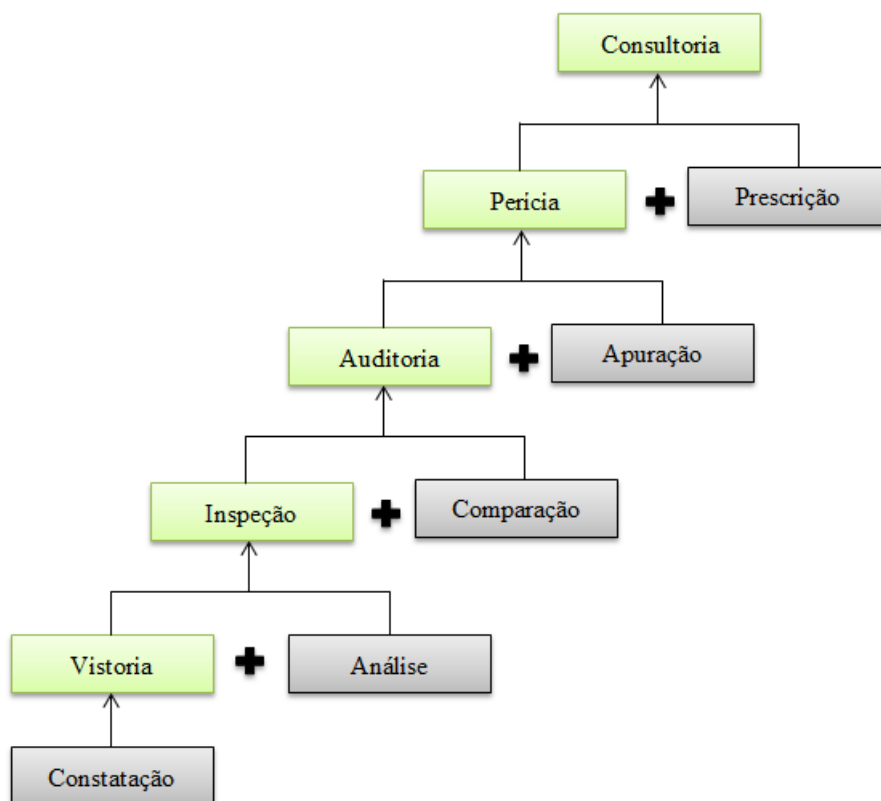 Consultoria
Perícia
Prescrição
Auditoria
Apuração
Inspeção
Comparação
Vistoria
Análise
Constatação